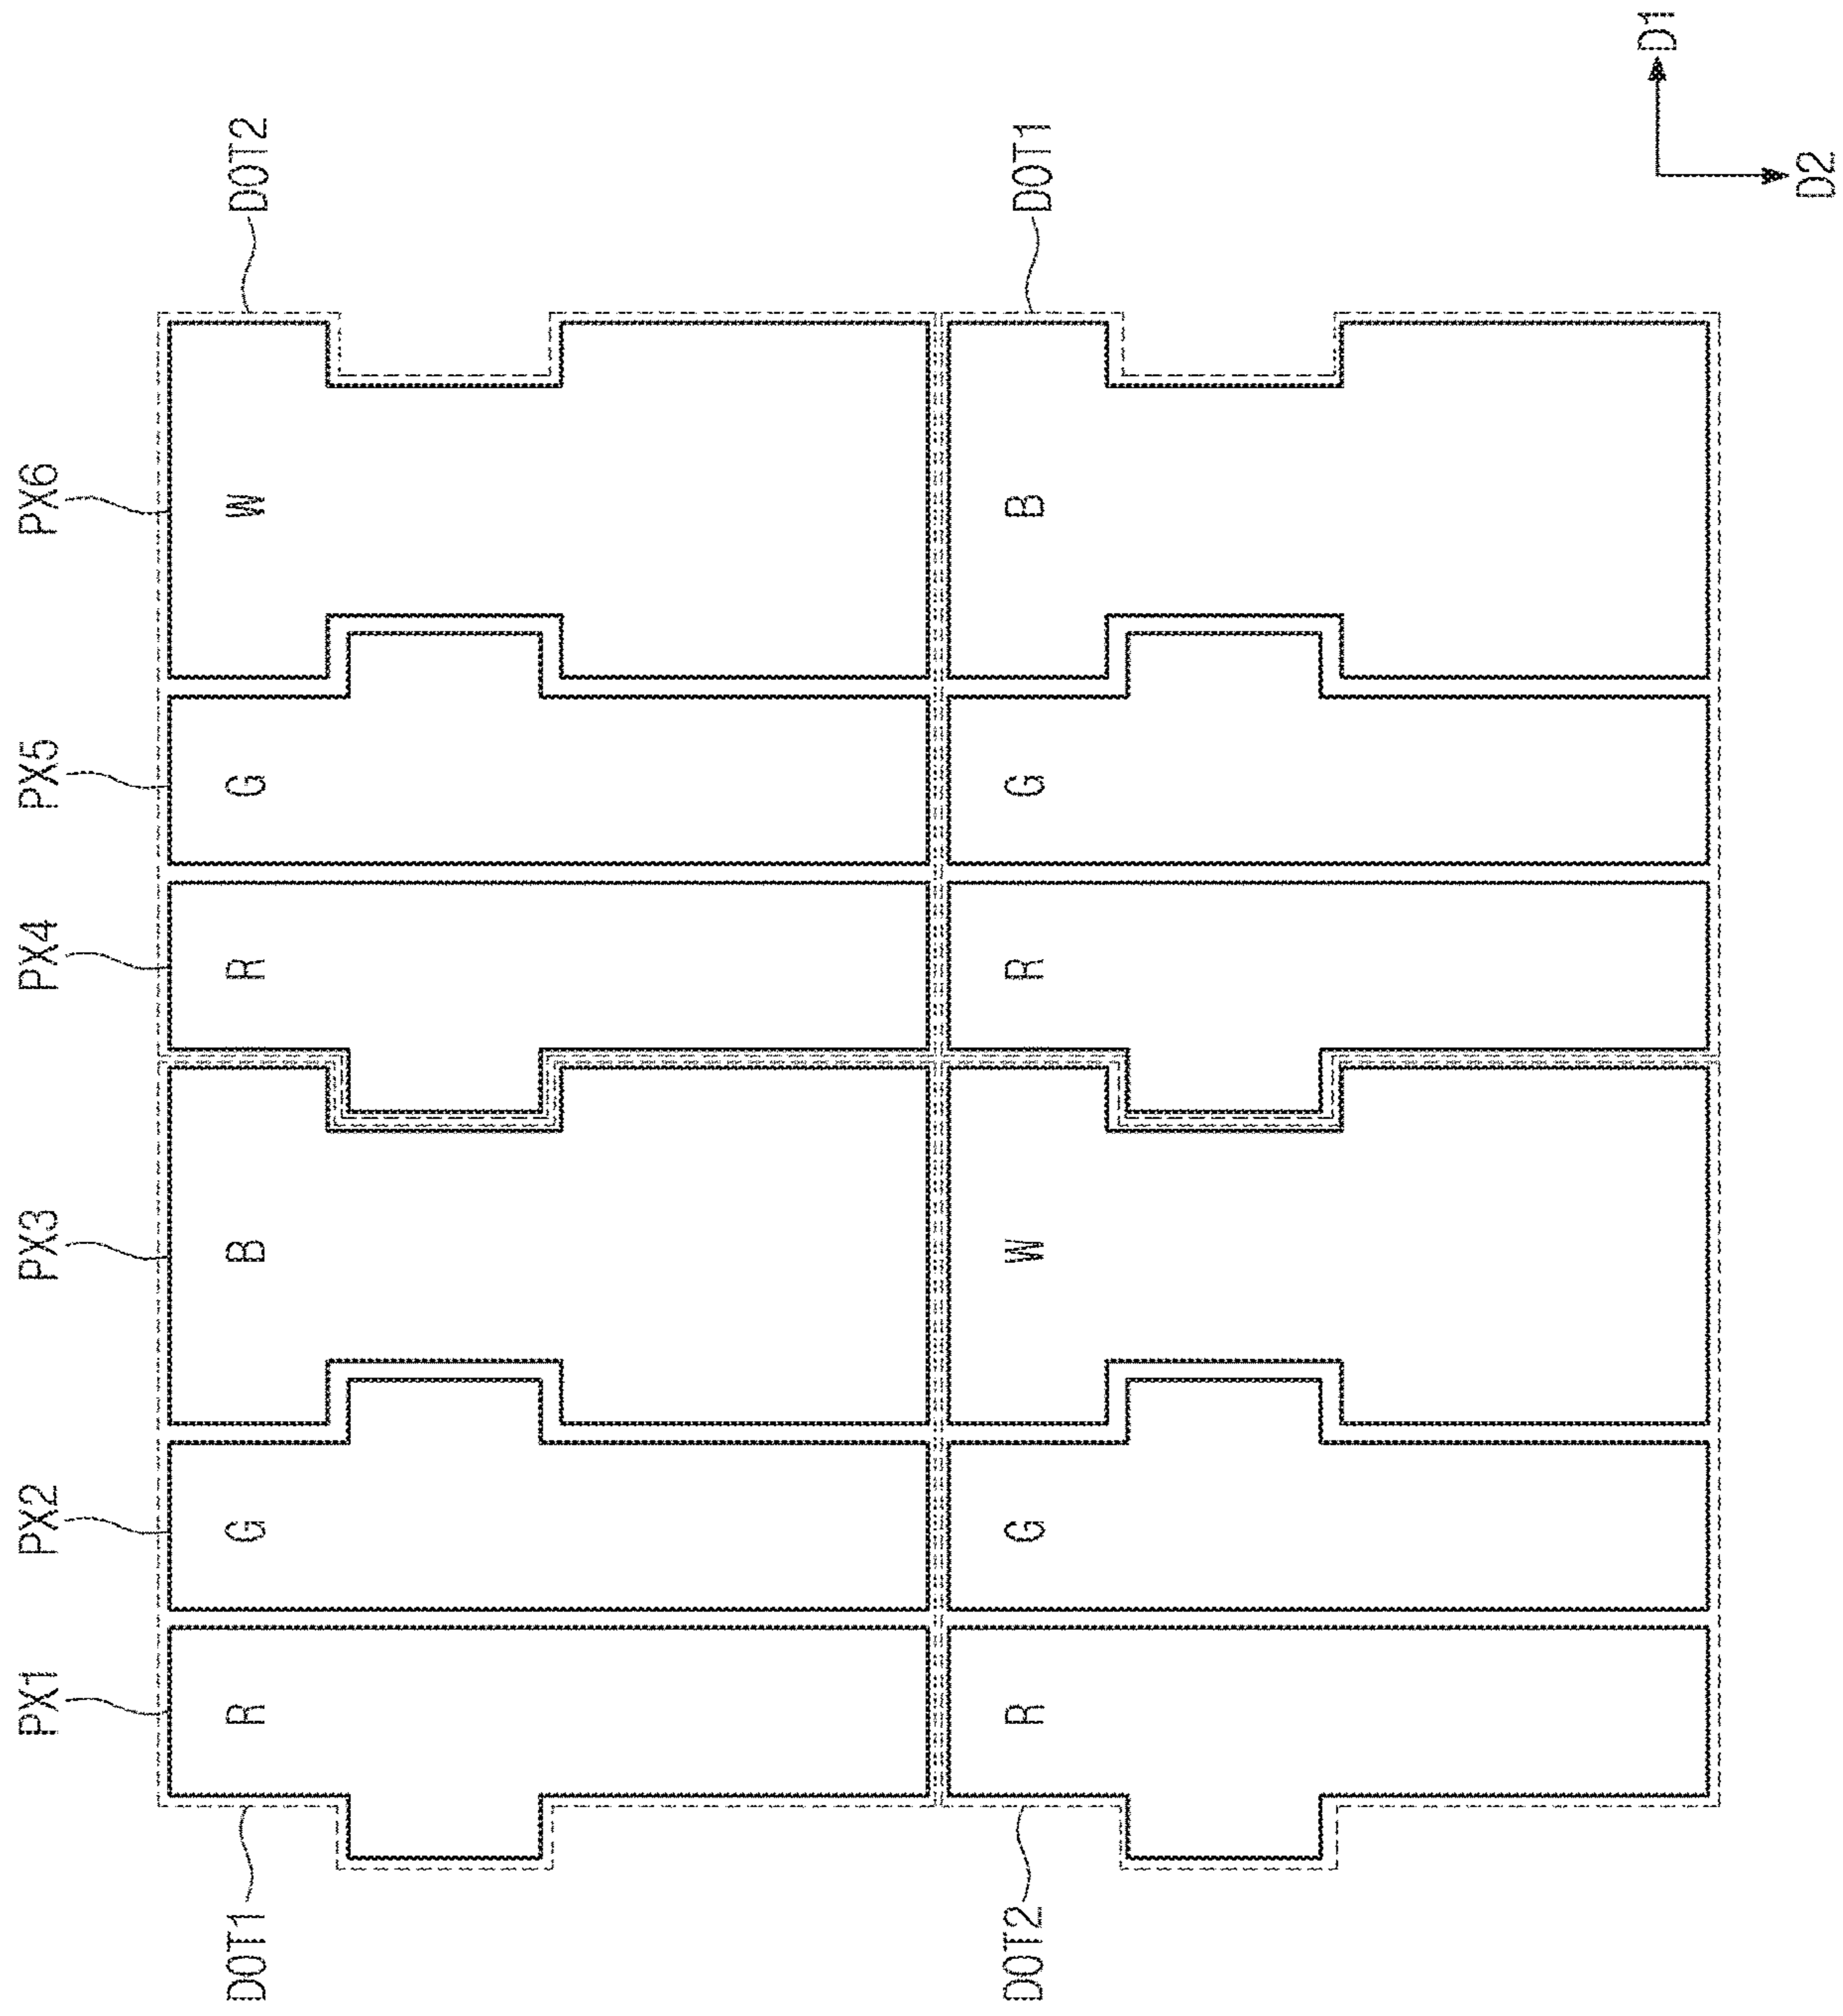 PX1 PX2 PX3 PX4 PX5 PX6
DOT1 R G B R G W DOT2
DOT2 R G W R G B DOT1
D1
D2